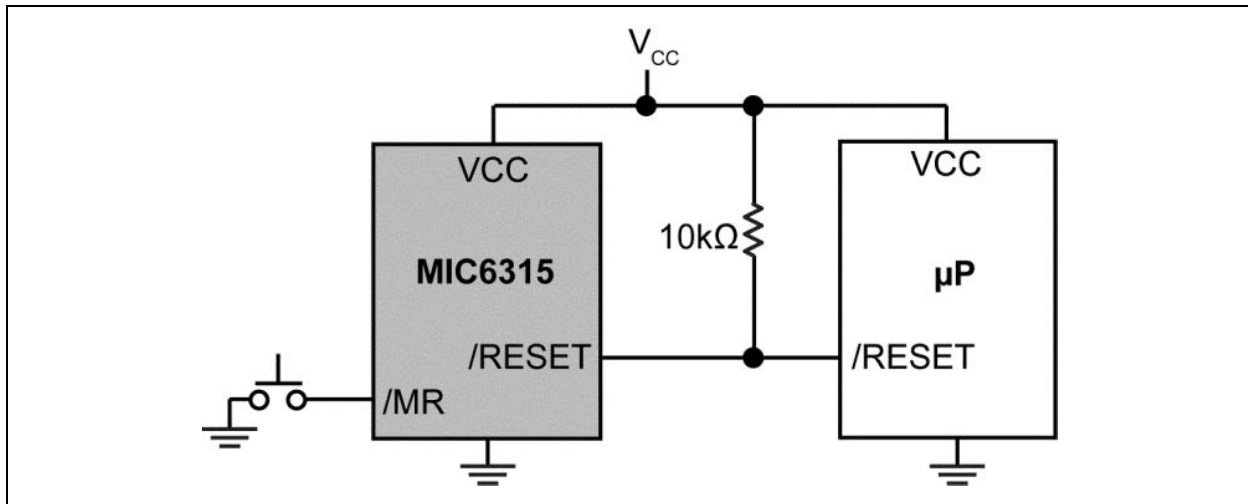 VCC
VCC
VCC
10kΩ
MIC6315
µP
/RESET
/RESET
/MR